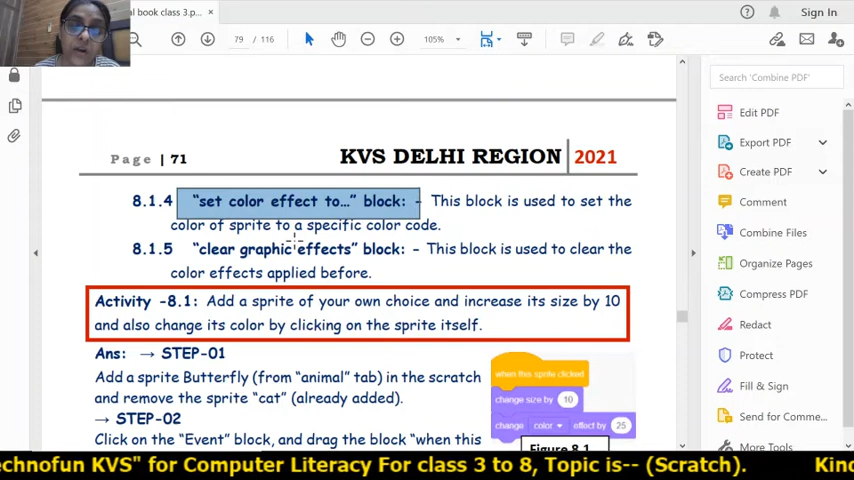 al book class 3.p... ×
Sign In
79 / 116
105%
Page | 71
KVS DELHI REGION 2021
8.1.4 “set color effect to…” block: - This block is used to set the
color of sprite to a specific color code.
8.1.5 “clear graphic effects” block: - This block is used to clear the
color effects applied before.
Activity -8.1: Add a sprite of your own choice and increase its size by 10
and also change its color by clicking on the sprite itself.
Ans: → STEP-01
Add a sprite Butterfly (from “animal” tab) in the scratch
and remove the sprite “cat” (already added).
→ STEP-02
Click on the “Event” block, and drag the block “when this
when this sprite clicked
change size by 10
change color effect by 25
Figure 8.1
Search 'Combine PDF'
Edit PDF
Export PDF
Create PDF
Comment
Combine Files
Organize Pages
Compress PDF
Redact
Protect
Fill & Sign
Send for Comme...
More Tools
echnofun KVS" for Computer Literacy For class 3 to 8, Topic is-- (Scratch). Kind